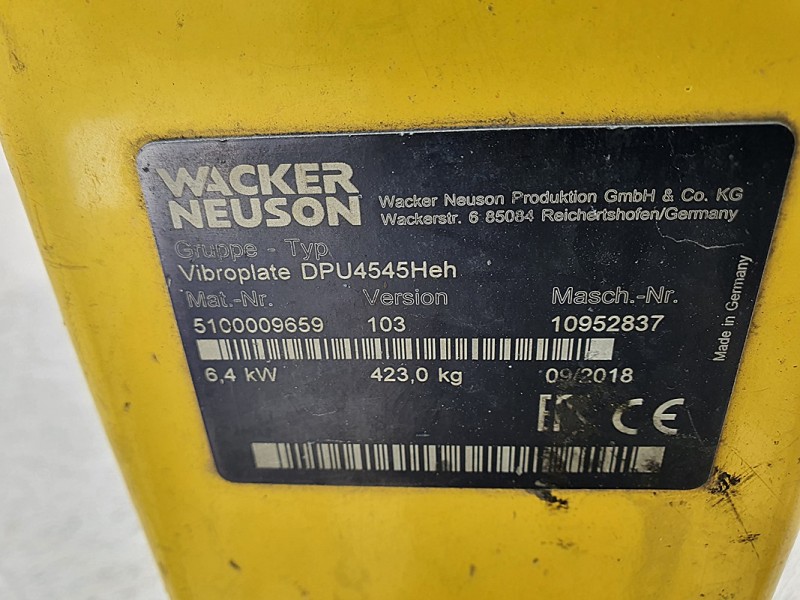 WACKER
NEUSON
Wacker Neuson Produktion GmbH & Co. KG
Wackerstr. 6 85084 Reichertshofen/Germany
Gruppe - Typ
Vibroplate DPU4545Heh
Mat.-Nr. Version Masch.-Nr.
5100009659 103 10952837
6,4 kW 423,0 kg 09/2018
EAC CE
Made in Germany